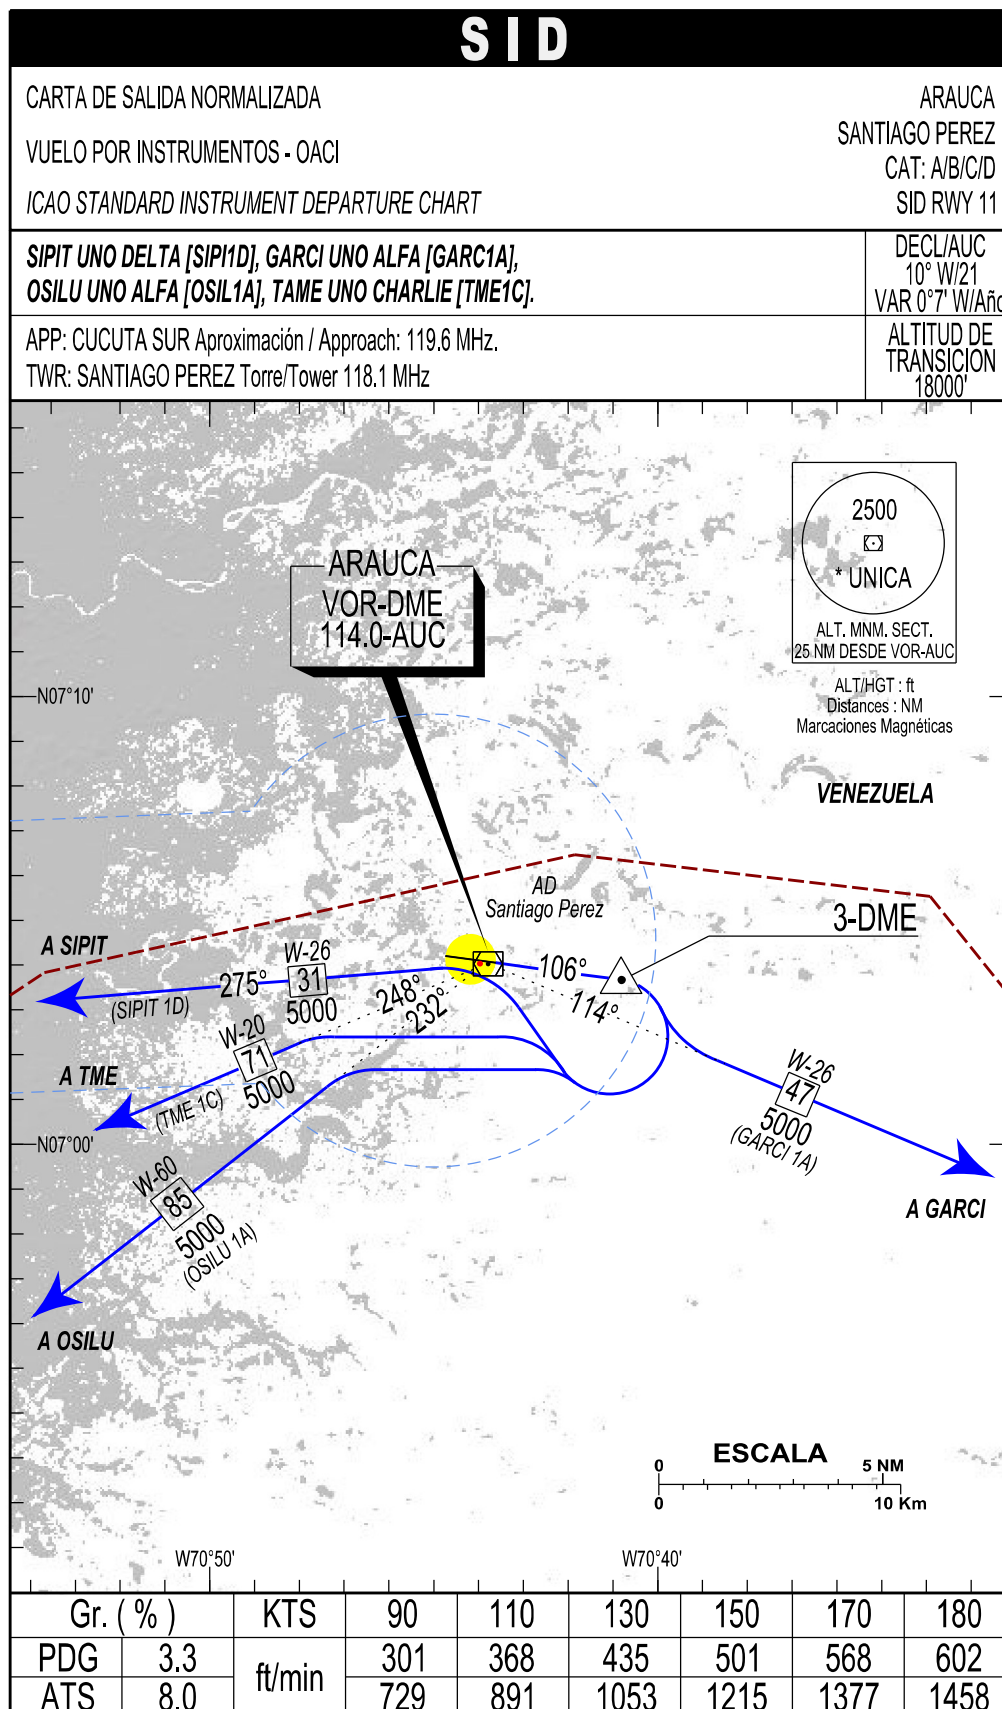 SID
CARTA DE SALIDA NORMALIZADA
VUELO POR INSTRUMENTOS - OACI
ICAO STANDARD INSTRUMENT DEPARTURE CHART
ARAUCA
SANTIAGO PEREZ
CAT: A/B/C/D
SID RWY 11
SIPIT UNO DELTA [SIPI1D], GARCI UNO ALFA [GARC1A],
OSILU UNO ALFA [OSIL1A], TAME UNO CHARLIE [TME1C].
DECL/AUC
10° W/21
VAR 0°7' W/Año
APP: CUCUTA SUR Aproximación / Approach: 119.6 MHz.
TWR: SANTIAGO PEREZ Torre/Tower 118.1 MHz
ALTITUD DE
TRANSICION
18000'
2500
* UNICA
ALT. MNM. SECT.
25 NM DESDE VOR-AUC
ALT/HGT : ft
Distances : NM
Marcaciones Magnéticas
ARAUCA
VOR-DME
114.0-AUC
N07°10'
VENEZUELA
AD
Santiago Perez
3-DME
A SIPIT
W-26
275°
31
5000
(SIPIT 1D)
106°
114°
248°
232°
W-20
71
5000
A TME
(TME 1C)
W-26
47
5000
(GARCI 1A)
N07°00'
W-60
85
5000
(OSILU 1A)
A GARCI
A OSILU
ESCALA
0 5 NM
0 10 Km
W70°50' W70°40'
Gr. ( % ) KTS 90 110 130 150 170 180
PDG 3.3 ft/min 301 368 435 501 568 602
ATS 8.0 729 891 1053 1215 1377 1458